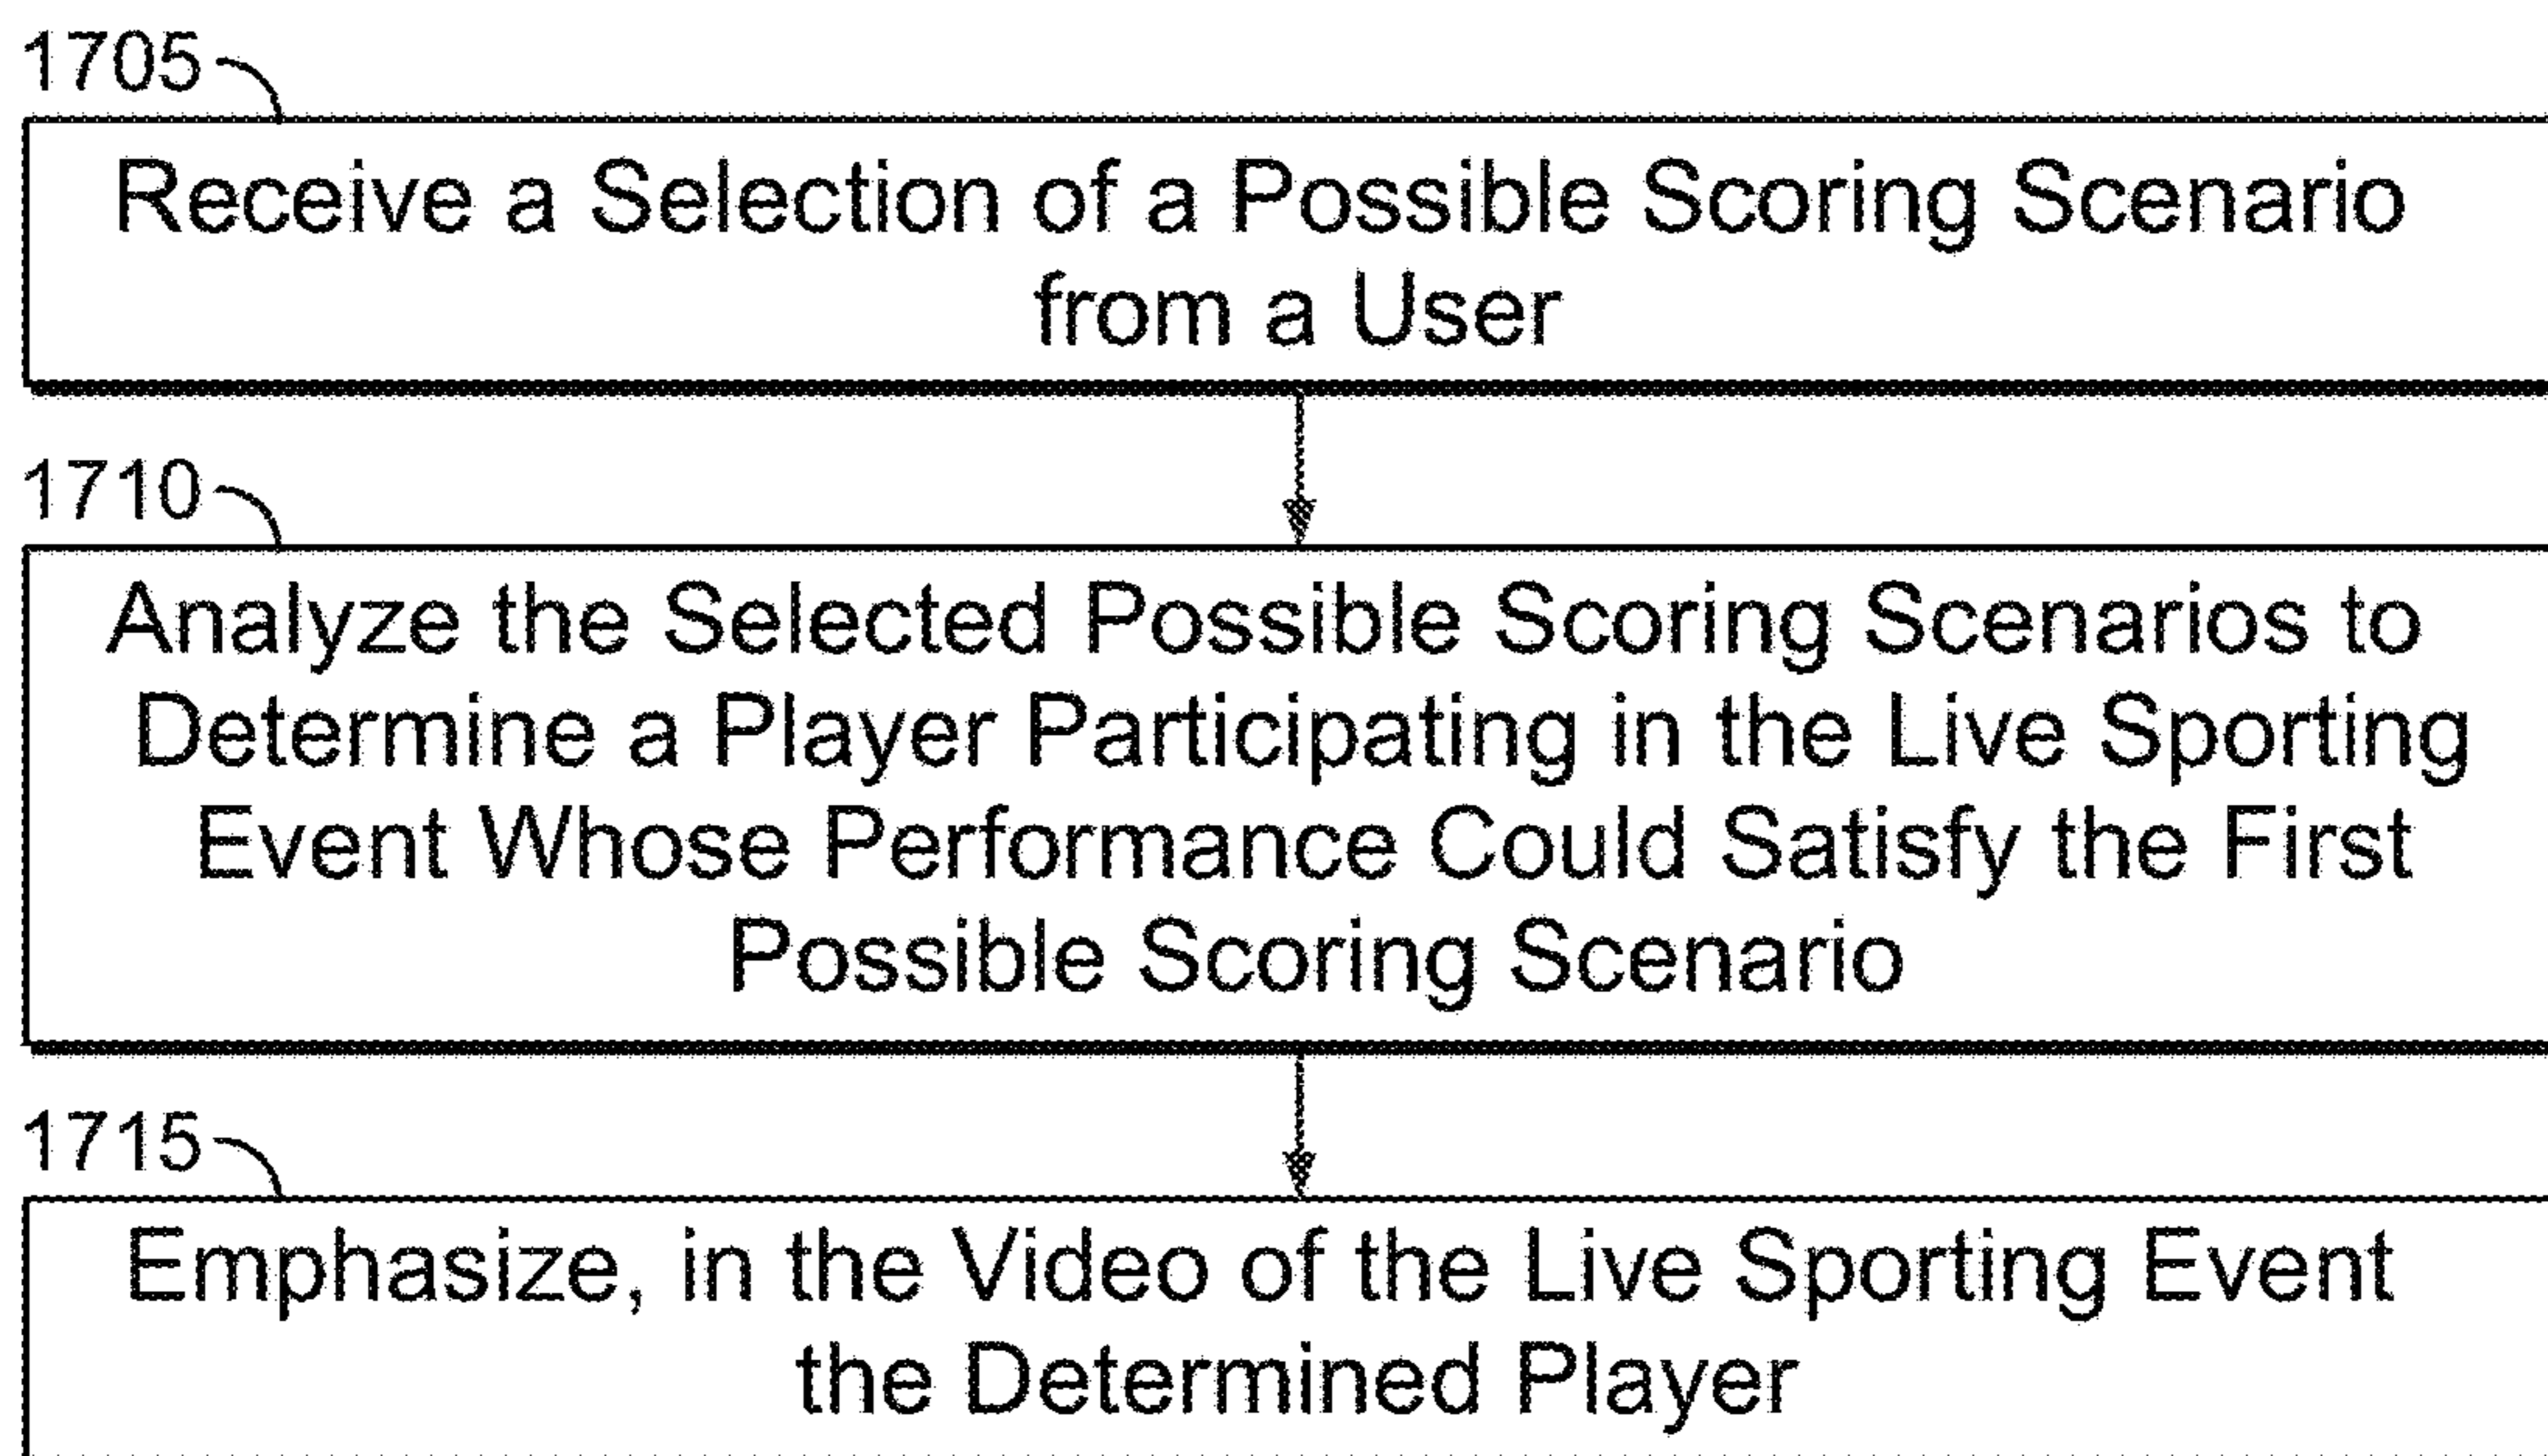 1705
Receive a Selection of a Possible Scoring Scenario
from a User
1710
Analyze the Selected Possible Scoring Scenarios to
Determine a Player Participating in the Live Sporting
Event Whose Performance Could Satisfy the First
Possible Scoring Scenario
1715
Emphasize, in the Video of the Live Sporting Event
the Determined Player